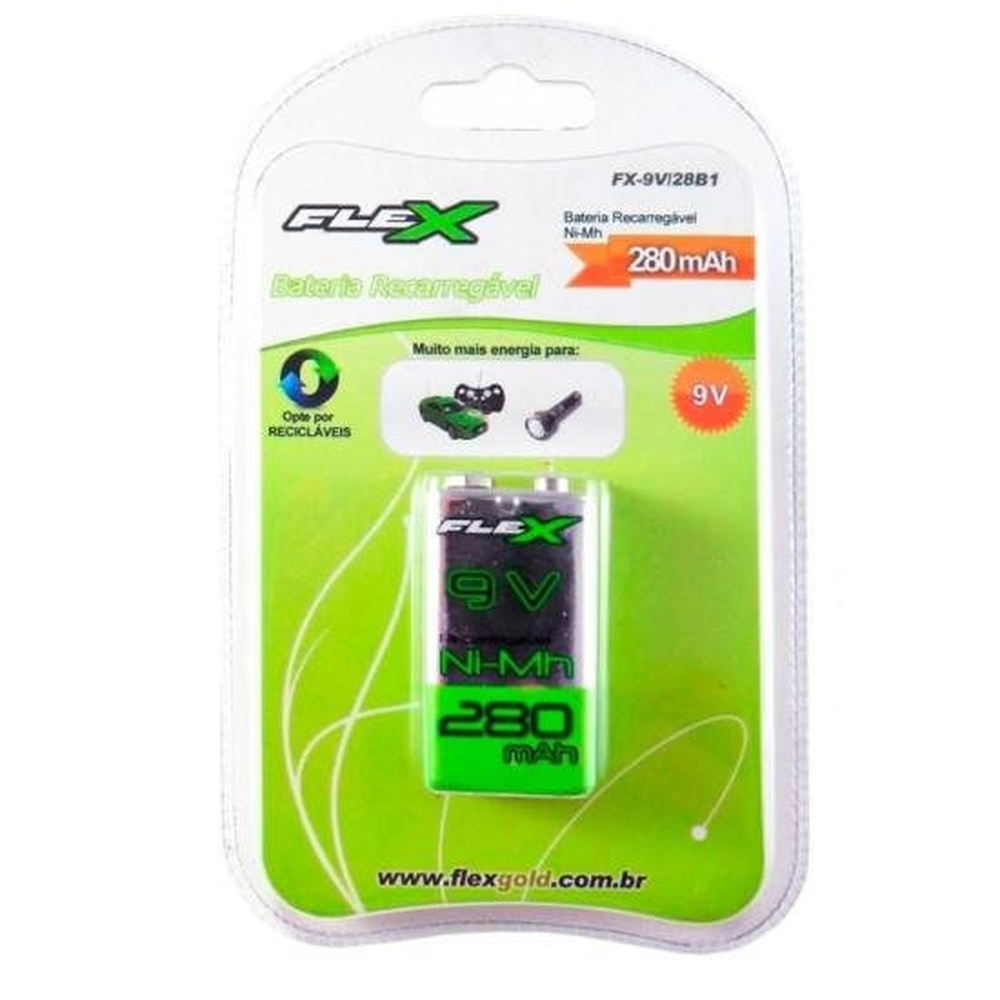 FX-9V/28B1
FLEX
Bateria Recarregável
Ni-Mh
280mAh
Bateria Recarregável
Muito mais energia para:
Opte por
RECICLÁVEIS
9V
FLEX
9V
Ni-Mh
280
mAh
www.flexgold.com.br